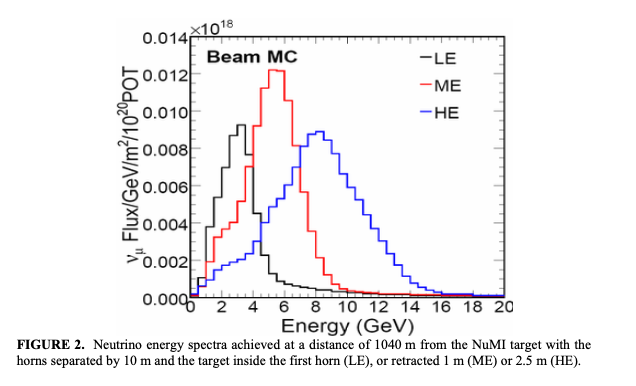 ×10¹⁸
0.014
Beam MC
LE
0.012
ME
0.010
HE
0.008
0.006
0.004
0.002
0.000
νμ Flux/GeV/m²/10²⁰POT
0 2 4 6 8 10 12 14 16 18 20
Energy (GeV)
FIGURE 2. Neutrino energy spectra achieved at a distance of 1040 m from the NuMI target with the
horns separated by 10 m and the target inside the first horn (LE), or retracted 1 m (ME) or 2.5 m (HE).